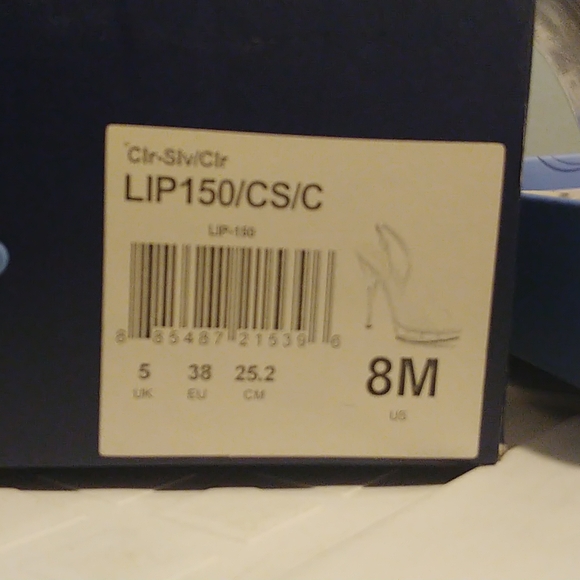 Clr-Slv/Clr
LIP150/CS/C
LIP-150
8 85487 21539 6
5 38 25.2
UK EU CM
8M
US